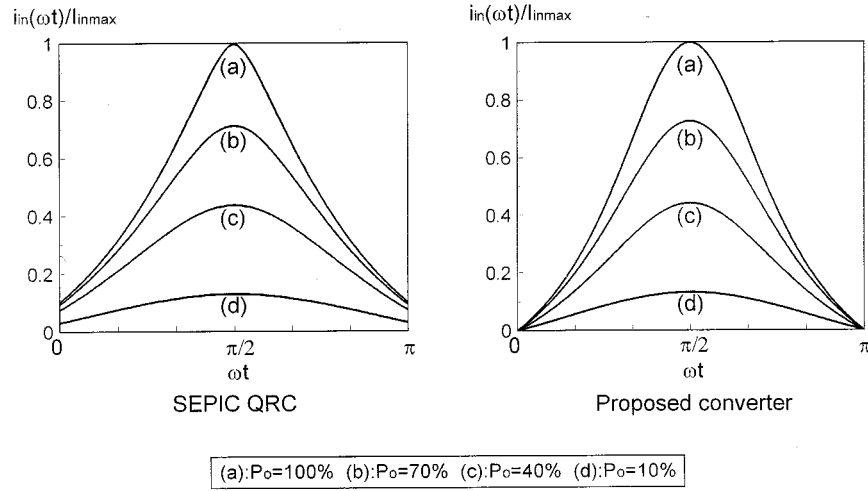 iin(ωt)/Iinmax
1
0.8
0.6
0.4
0.2
0
(a)
(b)
(c)
(d)
0
π/2
π
ωt
SEPIC QRC
iin(ωt)/Iinmax
1
0.8
0.6
0.4
0.2
0
(a)
(b)
(c)
(d)
0
π/2
π
ωt
Proposed converter
(a):Po=100% (b):Po=70% (c):Po=40% (d):Po=10%